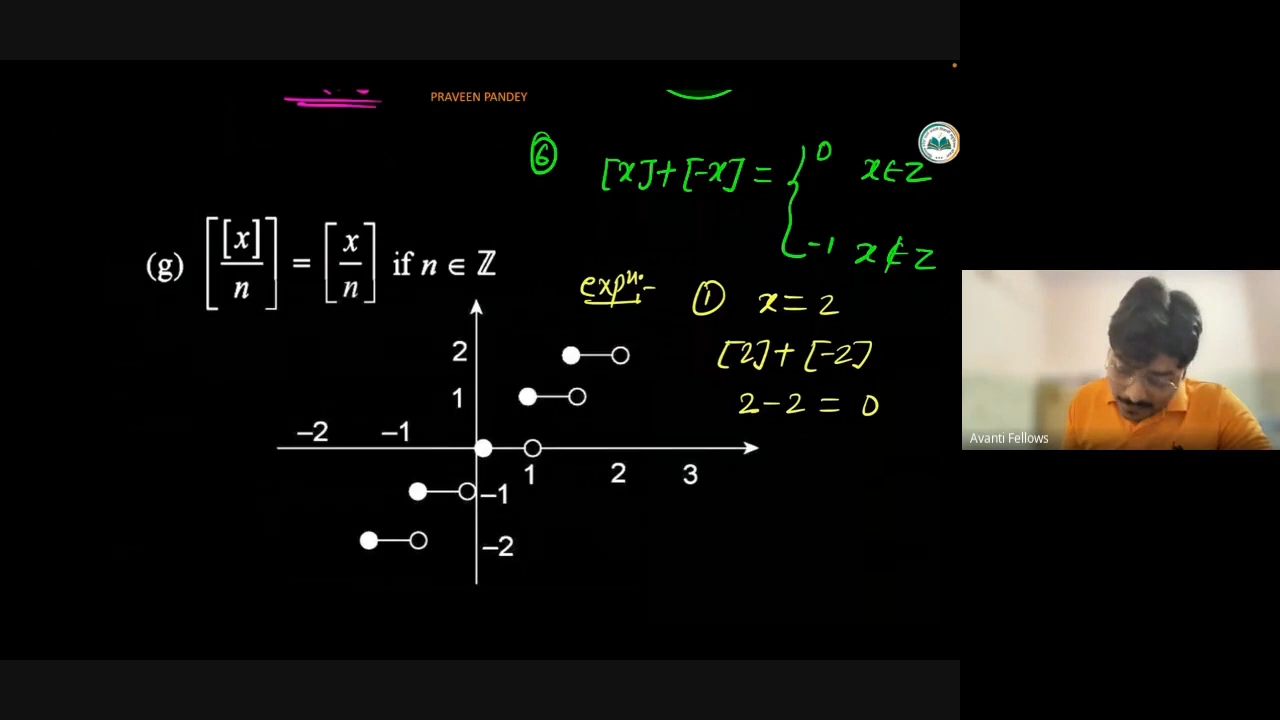 PRAVEEN PANDEY
⑥ [x]+[-x] = { 0 x∈Z
-1 x∉Z
(g) [[x]/n] = [x/n] if n ∈ ℤ
expⁿ:-
① x = 2
[2]+[-2]
2-2 = 0
2
1
–2 –1
1 2 3
–1
–2
Avanti Fellows